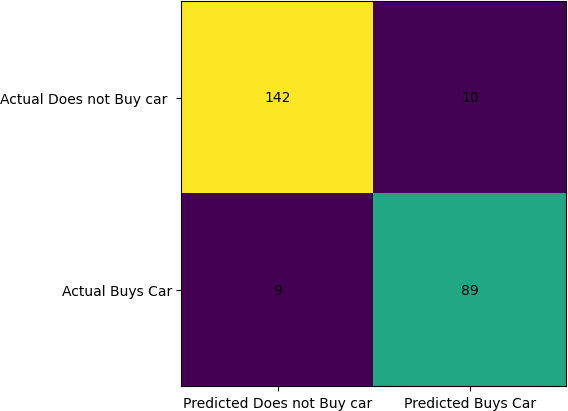 Actual Does not Buy car
142
10
Actual Buys Car
9
89
Predicted Does not Buy car
Predicted Buys Car